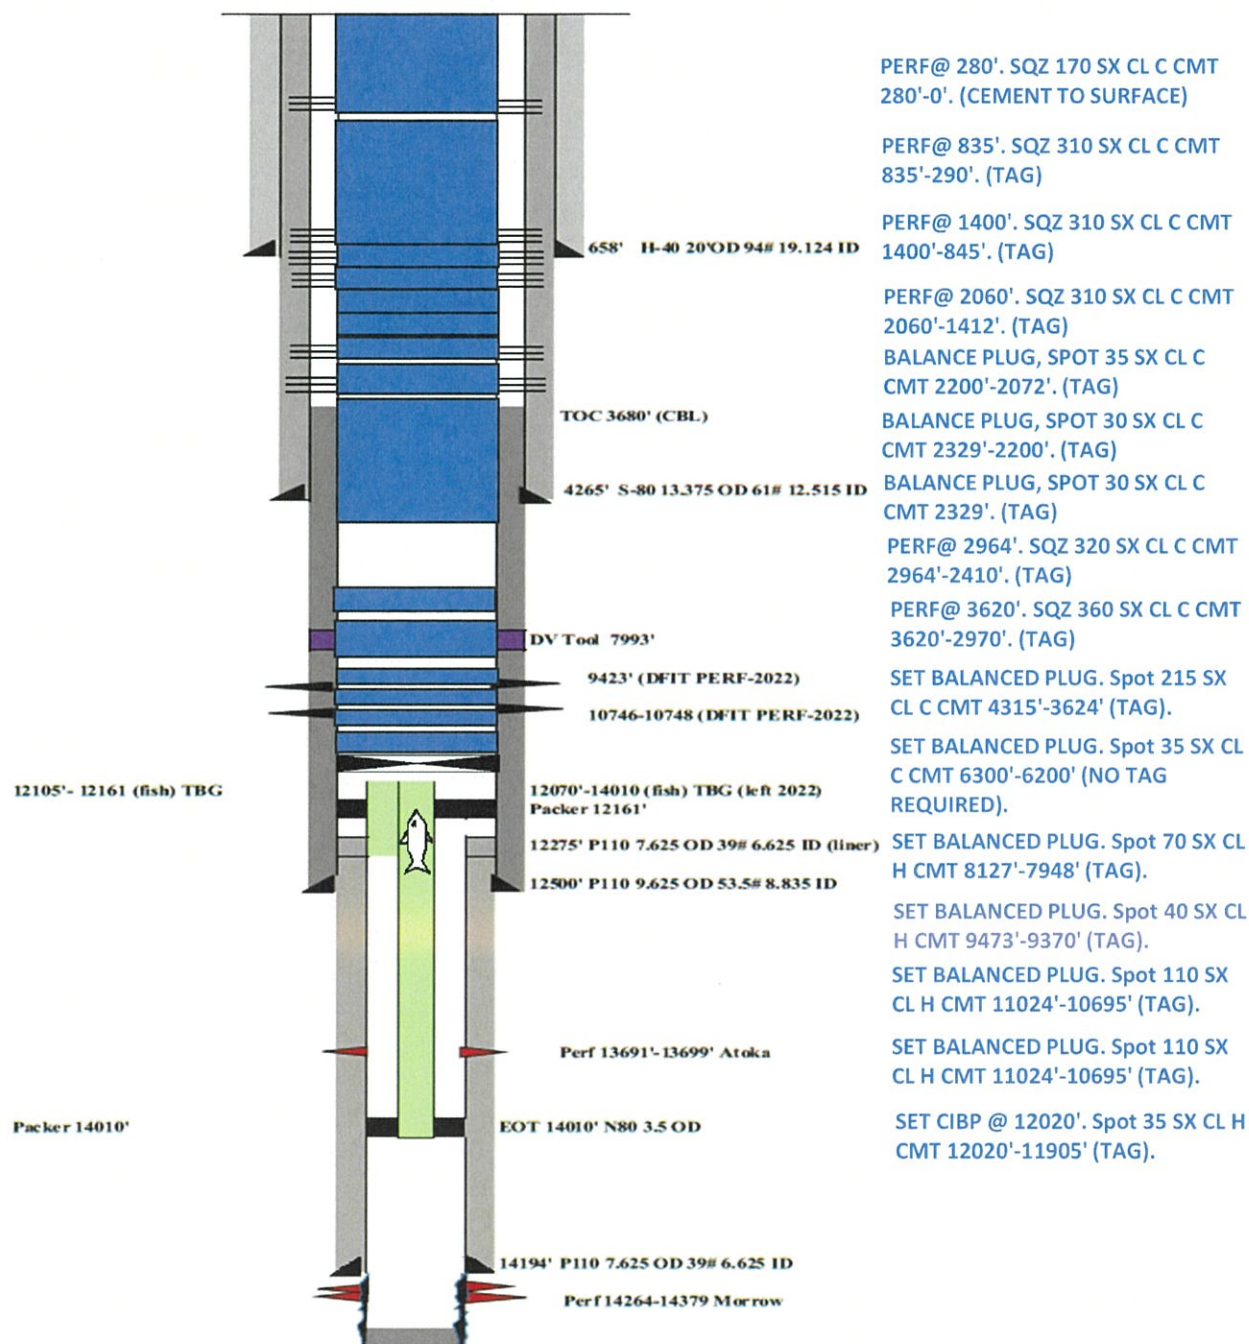 PERF@ 280'. SQZ 170 SX CL C CMT
280'-0'. (CEMENT TO SURFACE)
PERF@ 835'. SQZ 310 SX CL C CMT
835'-290'. (TAG)
658' H-40 20'OD 94# 19.124 ID
PERF@ 1400'. SQZ 310 SX CL C CMT
1400'-845'. (TAG)
PERF@ 2060'. SQZ 310 SX CL C CMT
2060'-1412'. (TAG)
BALANCE PLUG, SPOT 35 SX CL C
CMT 2200'-2072'. (TAG)
TOC 3680' (CBL)
BALANCE PLUG, SPOT 30 SX CL C
CMT 2329'-2200'. (TAG)
4265' S-80 13.375 OD 61# 12.515 ID
BALANCE PLUG, SPOT 30 SX CL C
CMT 2329'. (TAG)
PERF@ 2964'. SQZ 320 SX CL C CMT
2964'-2410'. (TAG)
PERF@ 3620'. SQZ 360 SX CL C CMT
3620'-2970'. (TAG)
DV Tool 7993'
9423' (DFIT PERF-2022)
SET BALANCED PLUG. Spot 215 SX
CL C CMT 4315'-3624' (TAG).
10746-10748 (DFIT PERF-2022)
SET BALANCED PLUG. Spot 35 SX CL
C CMT 6300'-6200' (NO TAG
REQUIRED).
12105'- 12161 (fish) TBG
12070'-14010 (fish) TBG (left 2022)
Packer 12161'
12275' P110 7.625 OD 39# 6.625 ID (liner)
SET BALANCED PLUG. Spot 70 SX CL
H CMT 8127'-7948' (TAG).
12500' P110 9.625 OD 53.5# 8.835 ID
SET BALANCED PLUG. Spot 40 SX CL
H CMT 9473'-9370' (TAG).
SET BALANCED PLUG. Spot 110 SX
CL H CMT 11024'-10695' (TAG).
Perf 13691'-13699' Atoka
SET BALANCED PLUG. Spot 110 SX
CL H CMT 11024'-10695' (TAG).
Packer 14010'
EOT 14010' N80 3.5 OD
SET CIBP @ 12020'. Spot 35 SX CL H
CMT 12020'-11905' (TAG).
14194' P110 7.625 OD 39# 6.625 ID
Perf 14264-14379 Morrow